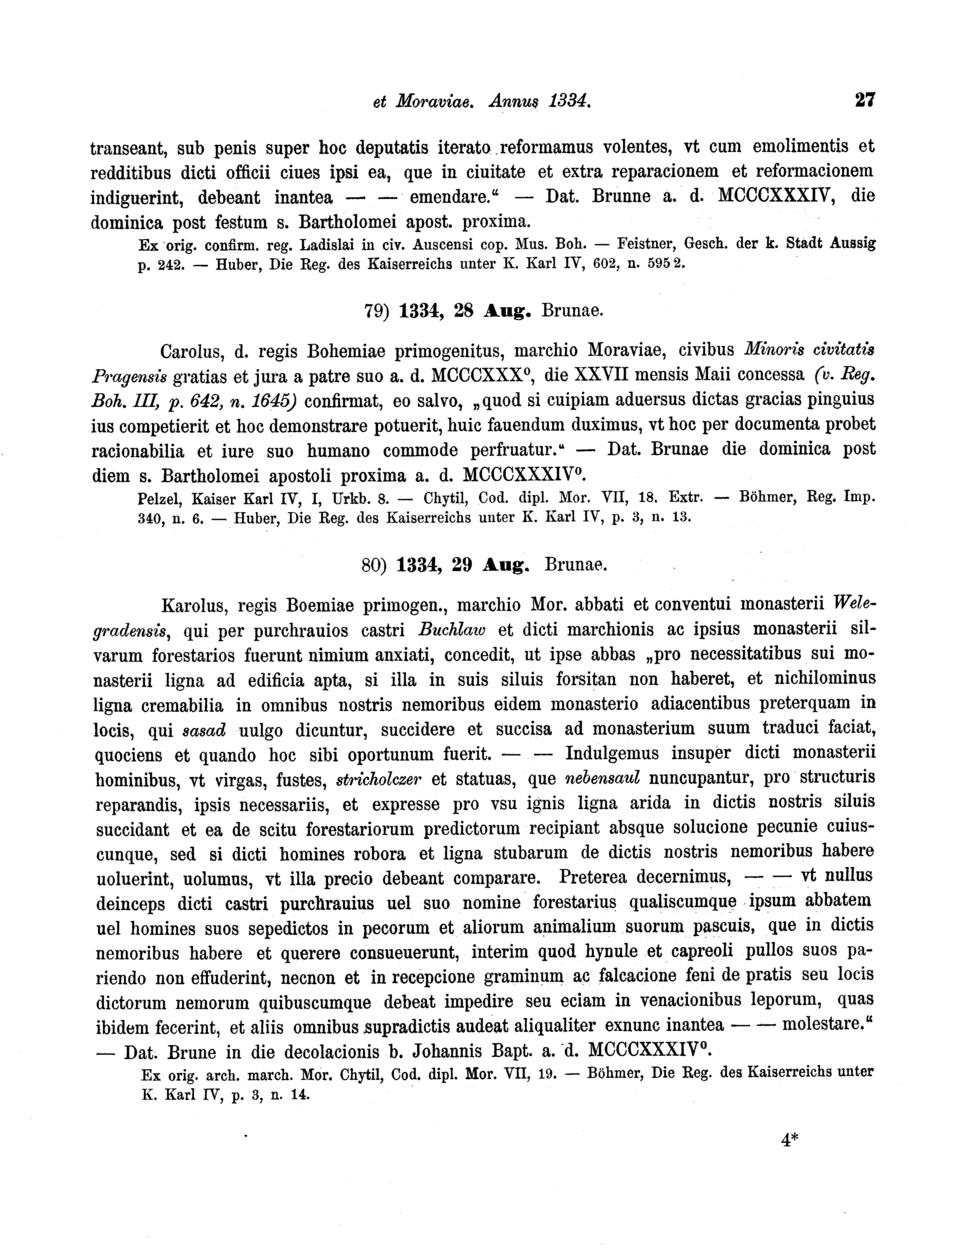 et Moraviae. Annus 1334. 27
transeant, sub penis super hoc deputatis iterato reformamus volentes, vt cum emolimentis et
redditibus dicti officii ciues ipsi ea, que in ciuitate et extra reparacionem et reformacionem
indiguerint, debeant inantea — — emendare.“ — Dat. Brunne a. d. MCCCXXXIV, die
dominica post festum s. Bartholomei apost. proxima.
Ex orig. confirm. reg. Ladislai in civ. Auscensi cop. Mus. Boh. — Feistner, Gesch. der k. Stadt Aussig
p. 242. — Huber, Die Reg. des Kaiserreichs unter K. Karl IV, 602, n. 595 2.
79) 1334, 28 Aug. Brunae.
Carolus, d. regis Bohemiae primogenitus, marchio Moraviae, civibus Minoris civitatis
Pragensis gratias et jura a patre suo a. d. MCCCXXX⁰, die XXVII mensis Maii concessa (v. Reg.
Boh. III, p. 642, n. 1645) confirmat, eo salvo, „quod si cuipiam aduersus dictas gracias pinguius
ius competierit et hoc demonstrare potuerit, huic fauendum duximus, vt hoc per documenta probet
racionabilia et iure suo humano commode perfruatur.“ — Dat. Brunae die dominica post
diem s. Bartholomei apostoli proxima a. d. MCCCXXXIV⁰.
Pelzel, Kaiser Karl IV, I, Urkb. 8. — Chytil, Cod. dipl. Mor. VII, 18. Extr. — Böhmer, Reg. Imp.
340, n. 6. — Huber, Die Reg. des Kaiserreichs unter K. Karl IV, p. 3, n. 13.
80) 1334, 29 Aug. Brunae.
Karolus, regis Boemiae primogen., marchio Mor. abbati et conventui monasterii Wele-
gradensis, qui per purchrauios castri Buchlaw et dicti marchionis ac ipsius monasterii sil-
varum forestarios fuerunt nimium anxiati, concedit, ut ipse abbas „pro necessitatibus sui mo-
nasterii ligna ad edificia apta, si illa in suis siluis forsitan non haberet, et nichilominus
ligna cremabilia in omnibus nostris nemoribus eidem monasterio adiacentibus preterquam in
locis, qui sasad uulgo dicuntur, succidere et succisa ad monasterium suum traduci faciat,
quociens et quando hoc sibi oportunum fuerit. — — Indulgemus insuper dicti monasterii
hominibus, vt virgas, fustes, stricholczer et statuas, que nebensaul nuncupantur, pro structuris
reparandis, ipsis necessariis, et expresse pro vsu ignis ligna arida in dictis nostris siluis
succidant et ea de scitu forestariorum predictorum recipiant absque solucione pecunie cuius-
cunque, sed si dicti homines robora et ligna stubarum de dictis nostris nemoribus habere
uoluerint, uolumus, vt illa precio debeant comparare. Preterea decernimus, — — vt nullus
deinceps dicti castri purchrauius uel suo nomine forestarius qualiscumque ipsum abbatem
uel homines suos sepedictos in pecorum et aliorum animalium suorum pascuis, que in dictis
nemoribus habere et querere consueuerunt, interim quod hynule et capreoli pullos suos pa-
riendo non effuderint, necnon et in recepcione graminum ac falcacione feni de pratis seu locis
dictorum nemorum quibuscumque debeat impedire seu eciam in venacionibus leporum, quas
ibidem fecerint, et aliis omnibus supradictis audeat aliqualiter exnunc inantea — — molestare.“
— Dat. Brune in die decolacionis b. Johannis Bapt. a. d. MCCCXXXIV⁰.
Ex orig. arch. march. Mor. Chytil, Cod. dipl. Mor. VII, 19. — Böhmer, Die Reg. des Kaiserreichs unter
K. Karl IV, p. 3, n. 14.
4*